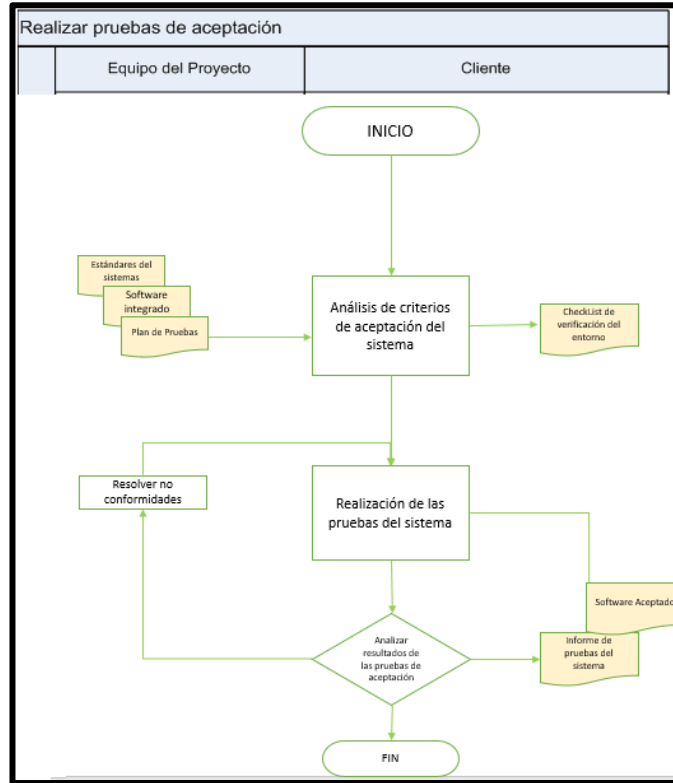 Realizar pruebas de aceptación
Equipo del Proyecto
Cliente
INICIO
Estándares del
sistemas
Software
integrado
Plan de Pruebas
Análisis de criterios
de aceptación del
sistema
CheckList de
verificación del
entorno
Resolver no
conformidades
Realización de las
pruebas del sistema
Software Aceptado
Analizar
resultados de
las pruebas de
aceptación
Informe de
pruebas del
sistema
FIN